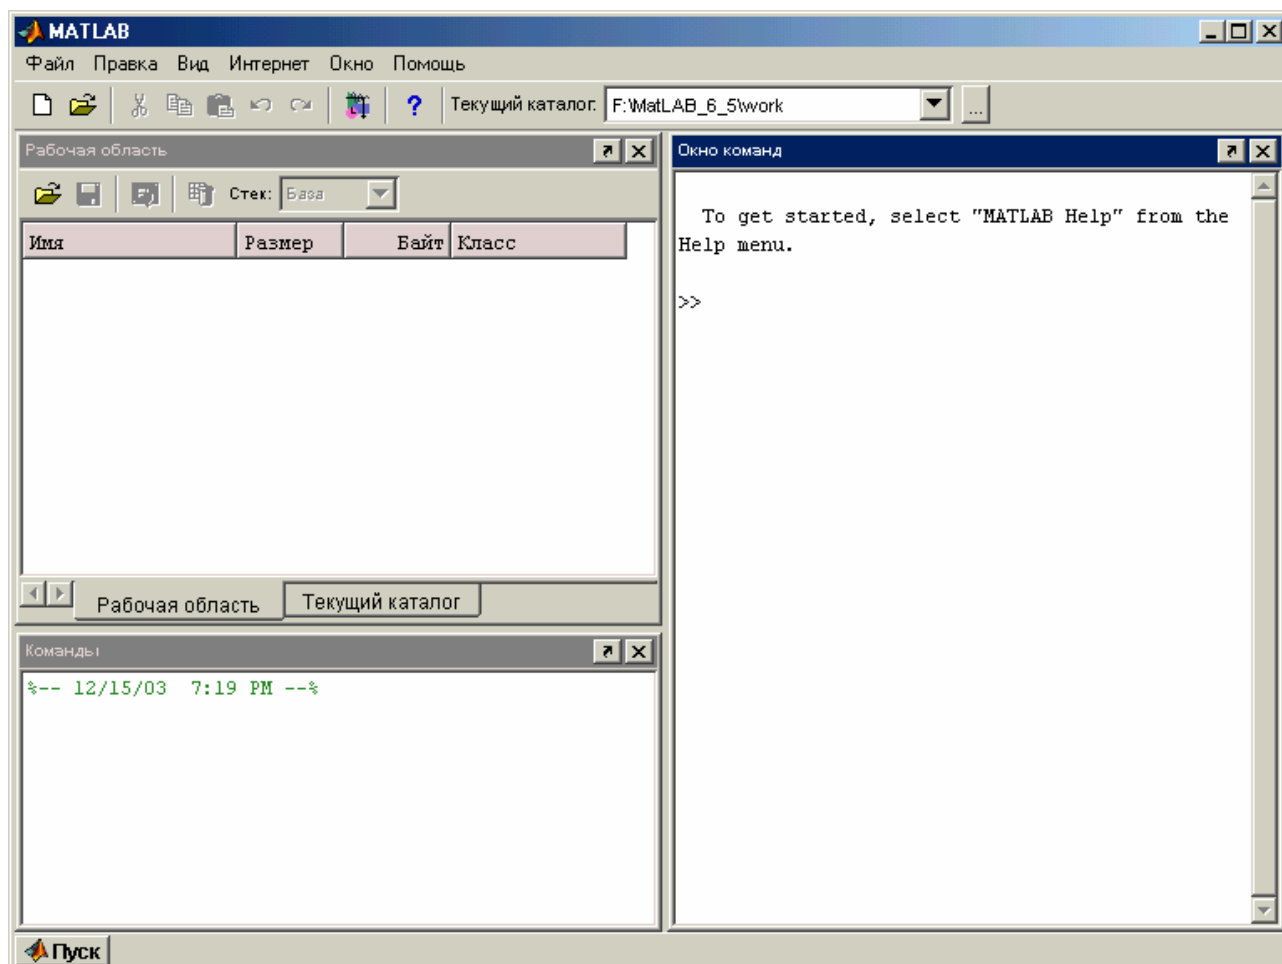 MATLAB
Файл Правка Вид Интернет Окно Помощь
Текущий каталог: F:\MatLAB_6_5\work ...
Рабочая область
Стек: База
Имя Размер Байт Класс
Рабочая область Текущий каталог
Команды
%-- 12/15/03 7:19 PM --%
Окно команд
To get started, select "MATLAB Help" from the
Help menu.
>>
Пуск